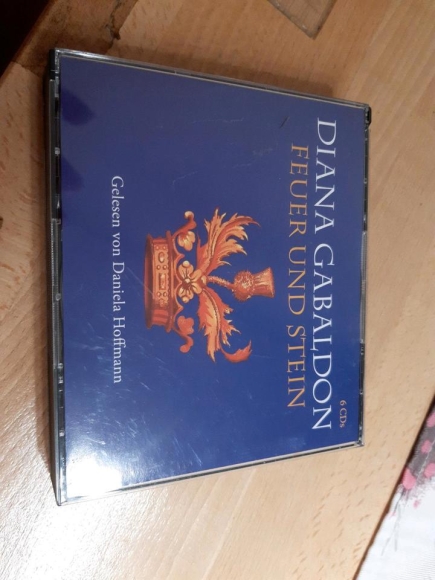 DIANA GABALDON
FEUER UND STEIN
6 CDs
Gelesen von Daniela Hoffmann